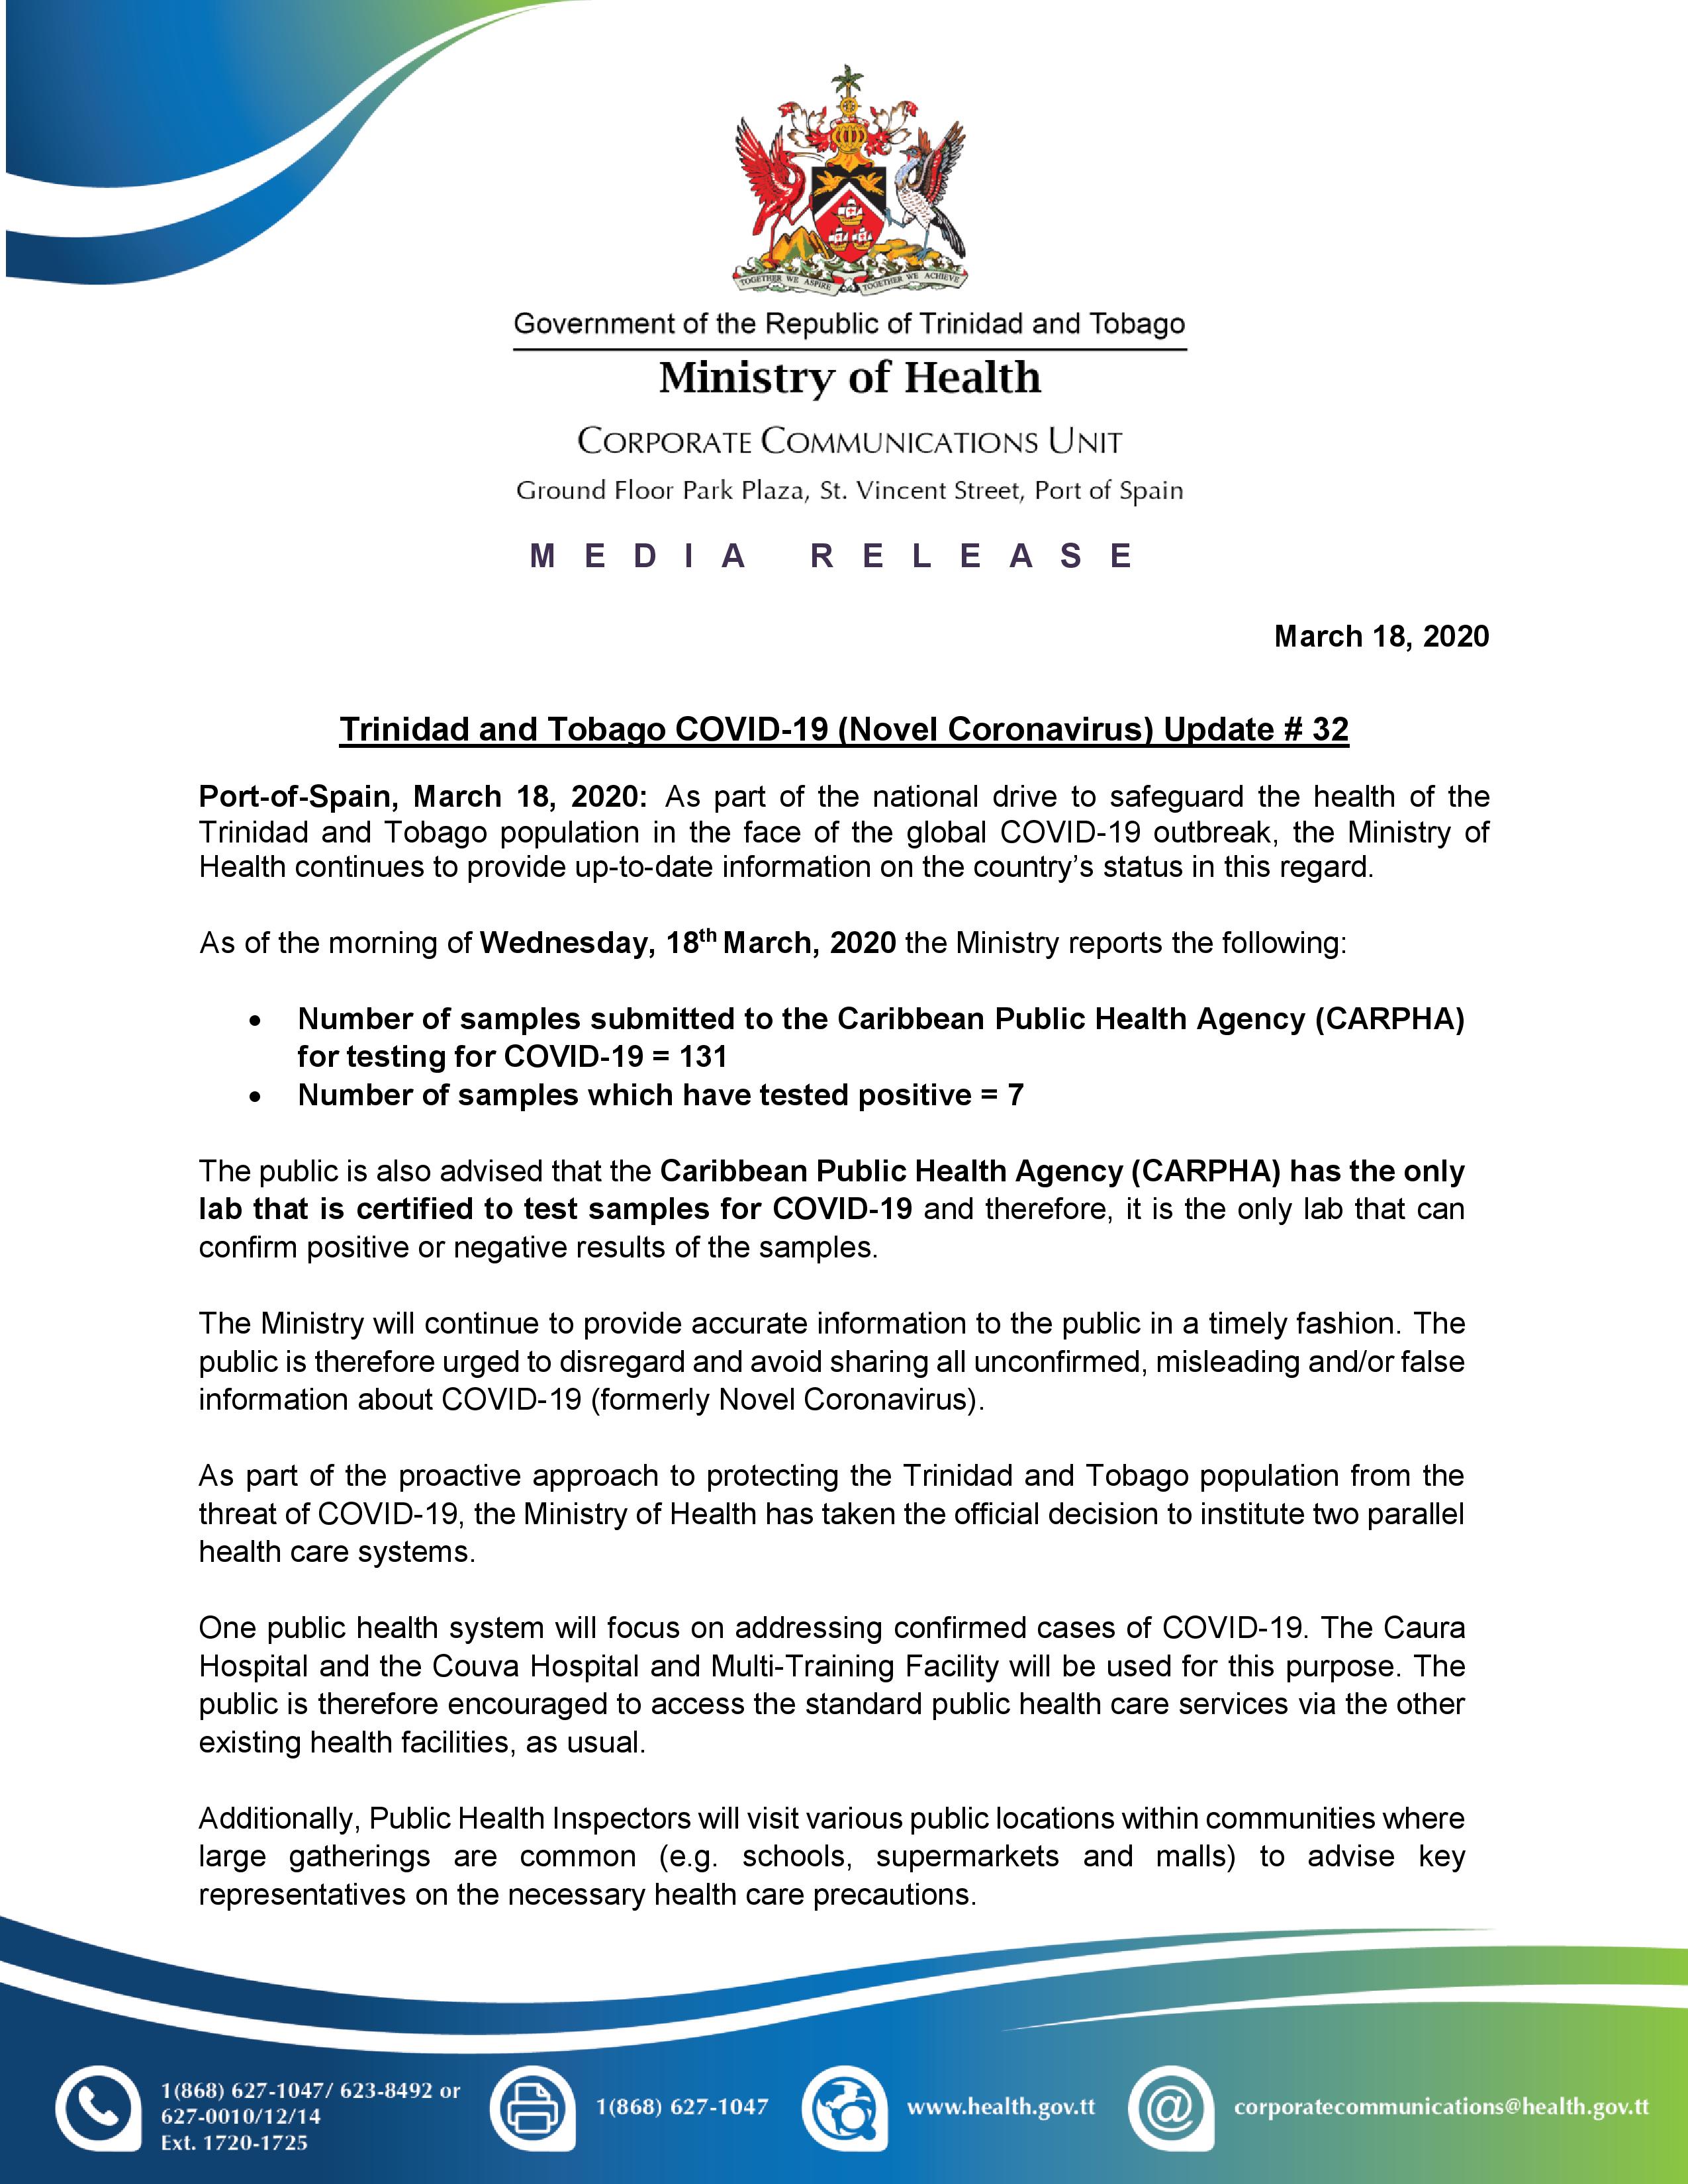 TOGETHER WE ASPIRE TOGETHER WE ACHIEVE
Government of the Republic of Trinidad and Tobago
Ministry of Health
CORPORATE COMMUNICATIONS UNIT
Ground Floor Park Plaza, St. Vincent Street, Port of Spain
MEDIA RELEASE
March 18, 2020
Trinidad and Tobago COVID-19 (Novel Coronavirus) Update # 32
Port-of-Spain, March 18, 2020: As part of the national drive to safeguard the health of the
Trinidad and Tobago population in the face of the global COVID-19 outbreak, the Ministry of
Health continues to provide up-to-date information on the country's status in this regard.
As of the morning of Wednesday, 18th March, 2020 the Ministry reports the following:
• Number of samples submitted to the Caribbean Public Health Agency (CARPHA)
for testing for COVID-19 = 131
• Number of samples which have tested positive = 7
The public is also advised that the Caribbean Public Health Agency (CARPHA) has the only
lab that is certified to test samples for COVID-19 and therefore, it is the only lab that can
confirm positive or negative results of the samples.
The Ministry will continue to provide accurate information to the public in a timely fashion. The
public is therefore urged to disregard and avoid sharing all unconfirmed, misleading and/or false
information about COVID-19 (formerly Novel Coronavirus).
As part of the proactive approach to protecting the Trinidad and Tobago population from the
threat of COVID-19, the Ministry of Health has taken the official decision to institute two parallel
health care systems.
One public health system will focus on addressing confirmed cases of COVID-19. The Caura
Hospital and the Couva Hospital and Multi-Training Facility will be used for this purpose. The
public is therefore encouraged to access the standard public health care services via the other
existing health facilities, as usual.
Additionally, Public Health Inspectors will visit various public locations within communities where
large gatherings are common (e.g. schools, supermarkets and malls) to advise key
representatives on the necessary health care precautions.
1(868) 627-1047/ 623-8492 or
627-0010/12/14
Ext. 1720-1725
1(868) 627-1047
www.health.gov.tt
@
corporatecommunications@health.gov.tt